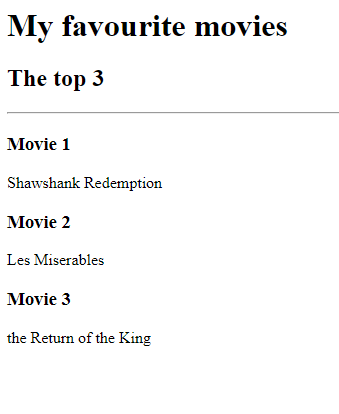 My favourite movies
The top 3
Movie 1
Shawshank Redemption
Movie 2
Les Miserables
Movie 3
the Return of the King